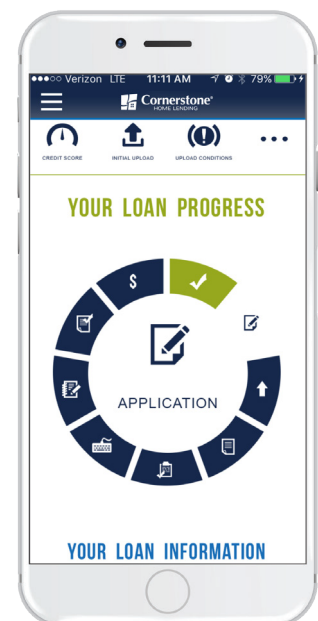 Verizon LTE 11:11 AM 79%
Cornerstone®
HOME LENDING
CREDIT SCORE INITIAL UPLOAD UPLOAD CONDITIONS
YOUR LOAN PROGRESS
$
APPLICATION
YOUR LOAN INFORMATION